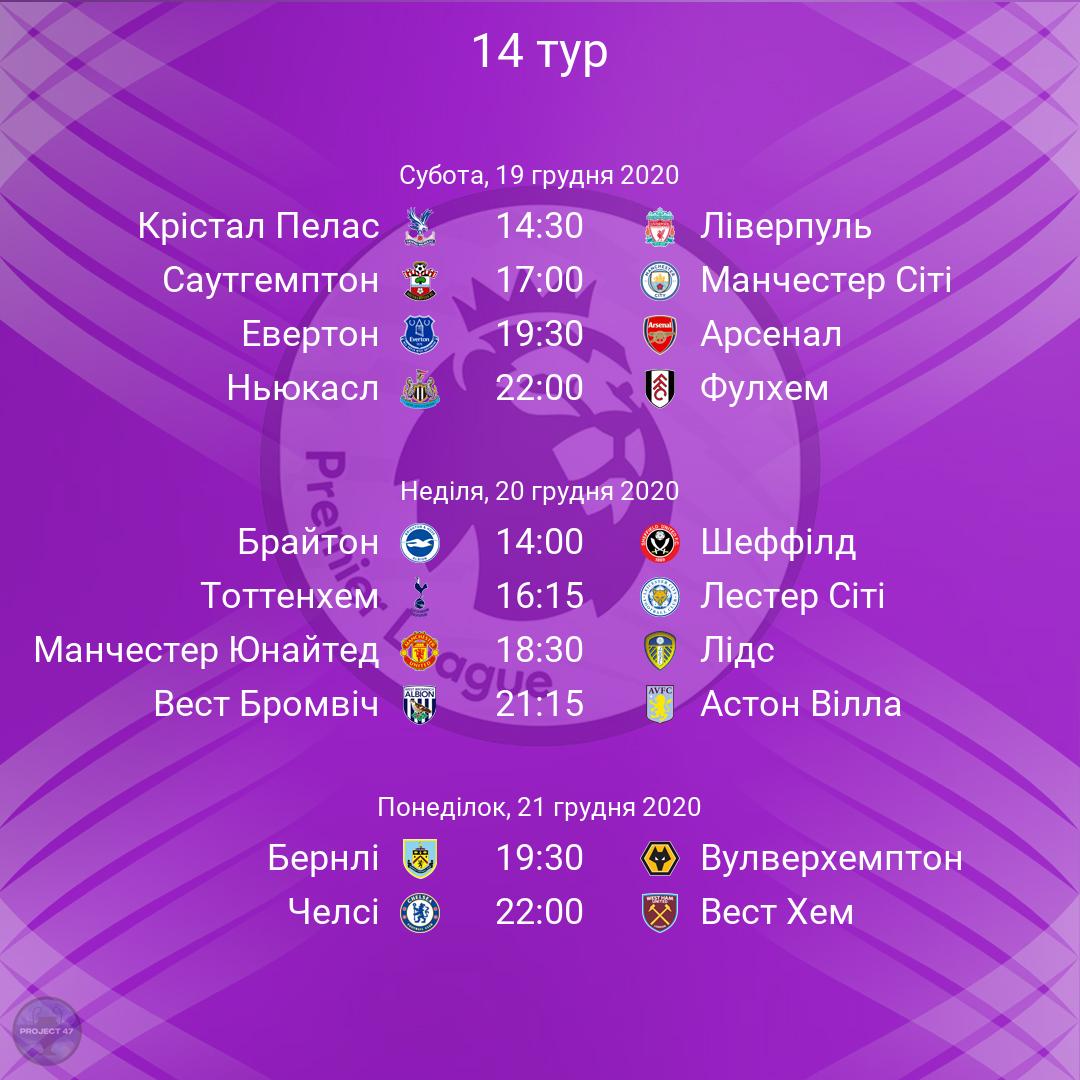 14 тур
Субота, 19 грудня 2020
Крістал Пелас 14:30 Ліверпуль
Саутгемптон 17:00 Манчестер Сіті
Евертон 19:30 Арсенал
Ньюкасл 22:00 Фулхем
Неділя, 20 грудня 2020
Брайтон 14:00 Шеффілд
Тоттенхем 16:15 Лестер Сіті
Манчестер Юнайтед 18:30 Лідс
Вест Бромвіч 21:15 Астон Вілла
Понеділок, 21 грудня 2020
Бернлі 19:30 Вулверхемптон
Челсі 22:00 Вест Хем
Premier League
PROJECT 47